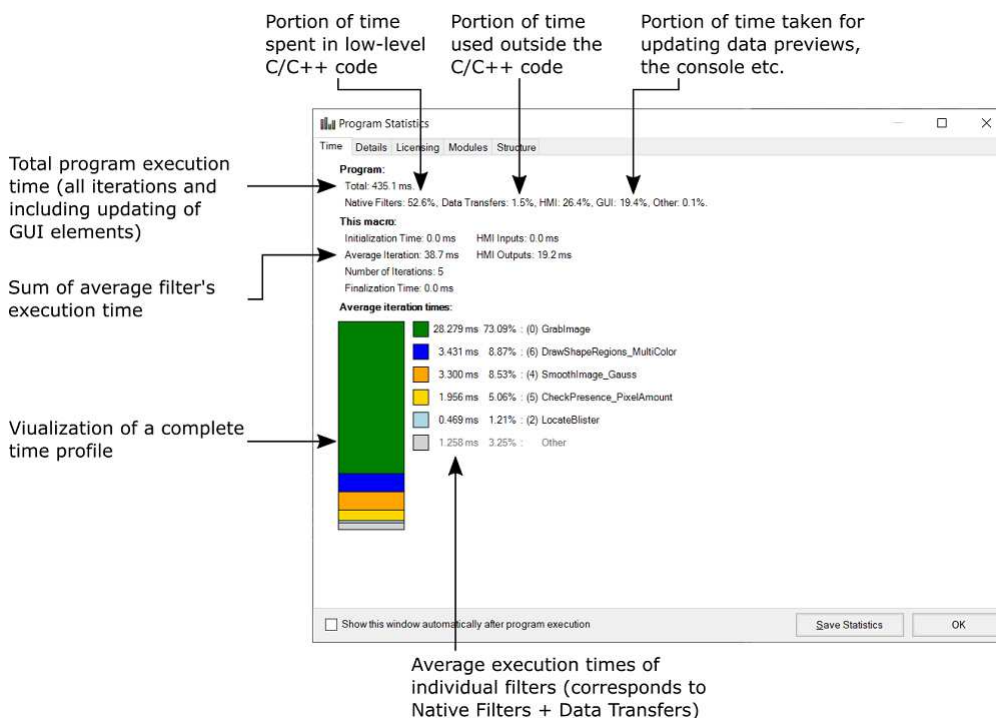 Portion of time
spent in low-level
C/C++ code
Portion of time
used outside the
C/C++ code
Portion of time taken for
updating data previews,
the console etc.
Program Statistics
Time Details Licensing Modules Structure
Total program execution
time (all iterations and
including updating of
GUI elements)
Program:
Total: 435.1 ms.
Native Filters: 52.6%, Data Transfers: 1.5%, HMI: 26.4%, GUI: 19.4%, Other: 0.1%.
This macro:
Initialization Time: 0.0 ms HMI Inputs: 0.0 ms
Average Iteration: 38.7 ms HMI Outputs: 19.2 ms
Number of Iterations: 5
Finalization Time: 0.0 ms
Sum of average filter's
execution time
Average iteration times:
28.279 ms 73.09% : (0) GrabImage
3.431 ms 8.87% : (6) DrawShapeRegions_MultiColor
3.300 ms 8.53% : (4) SmoothImage_Gauss
1.956 ms 5.06% : (5) CheckPresence_PixelAmount
0.469 ms 1.21% : (2) LocateBlister
1.258 ms 3.25% : Other
Viualization of a complete
time profile
Show this window automatically after program execution
Save Statistics
OK
Average execution times of
individual filters (corresponds to
Native Filters + Data Transfers)